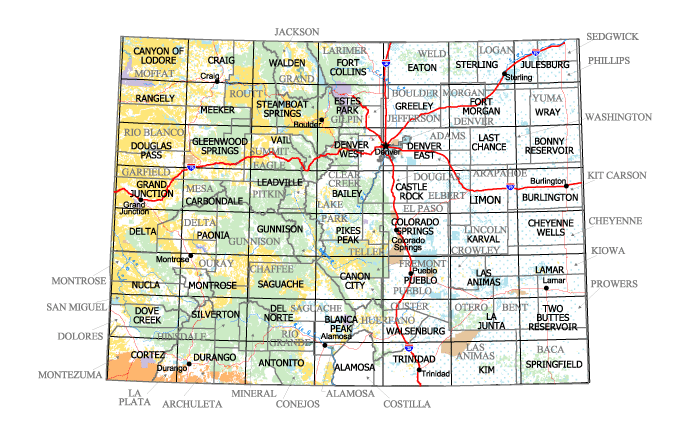 JACKSON
SEDGWICK
CANYON OF
LODORE
CRAIG
WALDEN
LARIMER
FORT
COLLINS
WELD
EATON
LOGAN
STERLING
JULESBURG
PHILLIPS
MOFFAT
Craig
GRAND
Sterling
RANGELY
ROUTT
MEEKER
STEAMBOAT
SPRINGS
ESTES
PARK
BOULDER
GREELEY
MORGAN
FORT
MORGAN
YUMA
WRAY
WASHINGTON
Boulder
GILPIN
JEFFERSON
DENVER
RIO BLANCO
DOUGLAS
PASS
GLEENWOOD
SPRINGS
VAIL
SUMMIT
DENVER
WEST
Denver
DENVER
EAST
ADAMS
LAST
CHANCE
BONNY
RESERVOIR
GARFIELD
EAGLE
CLEAR
CREEK
DOUGLAS
ARAPAHOE
KIT CARSON
GRAND
JUNCTION
Grand
Junction
MESA
CARBONDALE
LEADVILLE
PITKIN
BAILEY
CASTLE
ROCK
ELBERT
LIMON
Burlington
BURLINGTON
LAKE
EL PASO
DELTA
DELTA
PAONIA
GUNNISON
GUNNISON
PARK
PIKES
PEAK
COLORADO
SPRINGS
Colorado
Springs
LINCOLN
KARVAL
CHEYENNE
WELLS
CHEYENNE
Montrose
TELLER
CROWLEY
KIOWA
OURAY
CHAFFEE
FREMONT
MONTROSE
NUCLA
MONTROSE
SAGUACHE
CANON
CITY
Pueblo
PUEBLO
PUEBLO
LAS
ANIMAS
LAMAR
Lamar
PROWERS
SAN MIGUEL
DOVE
CREEK
SILVERTON
DEL
NORTE
SAGUACHE
BLANCA
PEAK
HUERFANO
CUSTER
WALSENBURG
OTERO
LA
JUNTA
BENT
TWO
BUTTES
RESERVOIR
DOLORES
HINSDALE
RIO
GRANDE
Alamosa
LAS
ANIMAS
BACA
MONTEZUMA
CORTEZ
DURANGO
Durango
ANTONITO
ALAMOSA
TRINIDAD
Trinidad
KIM
SPRINGFIELD
LA
PLATA
ARCHULETA
MINERAL
CONEJOS
ALAMOSA
COSTILLA